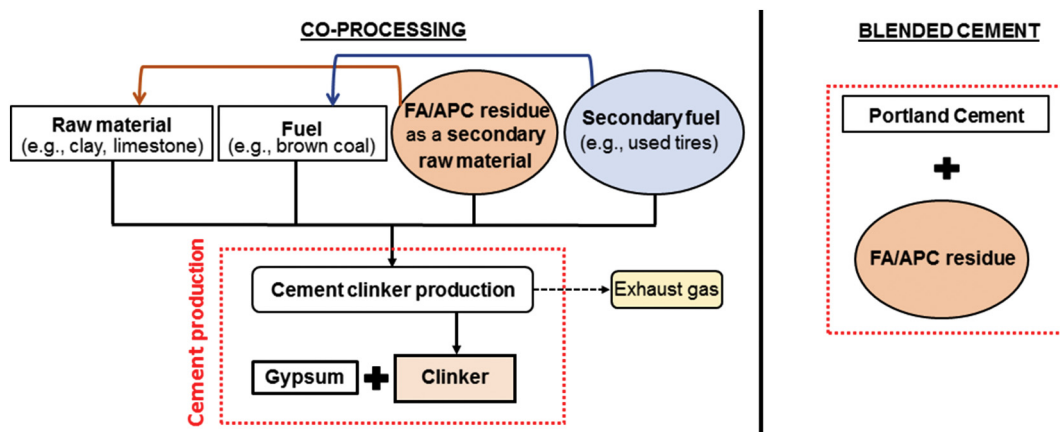 CO-PROCESSING
Raw material
(e.g., clay, limestone)
Fuel
(e.g., brown coal)
FA/APC residue
as a secondary
raw material
Secondary fuel
(e.g., used tires)
Cement production
Cement clinker production
Exhaust gas
Gypsum
Clinker
BLENDED CEMENT
Portland Cement
FA/APC residue